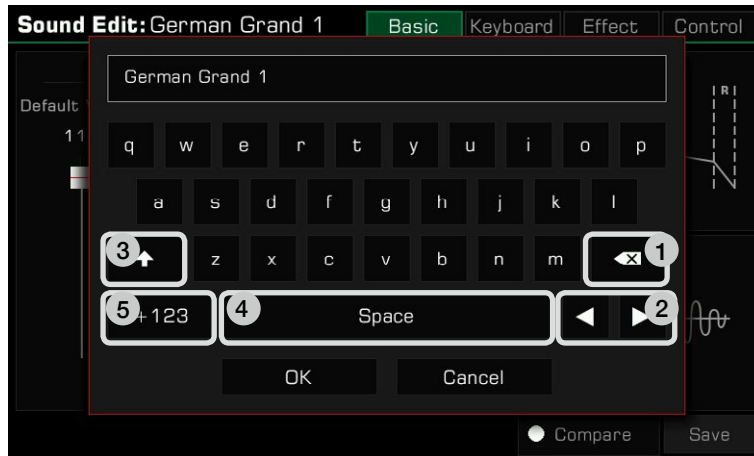 Sound Edit: German Grand 1 Basic Keyboard Effect Control
German Grand 1
R
Default
11
q w e r t y u i o p
a s d f g h j k l
3 z x c v b n m 1
5 +123 4 Space 2
OK Cancel
Compare Save